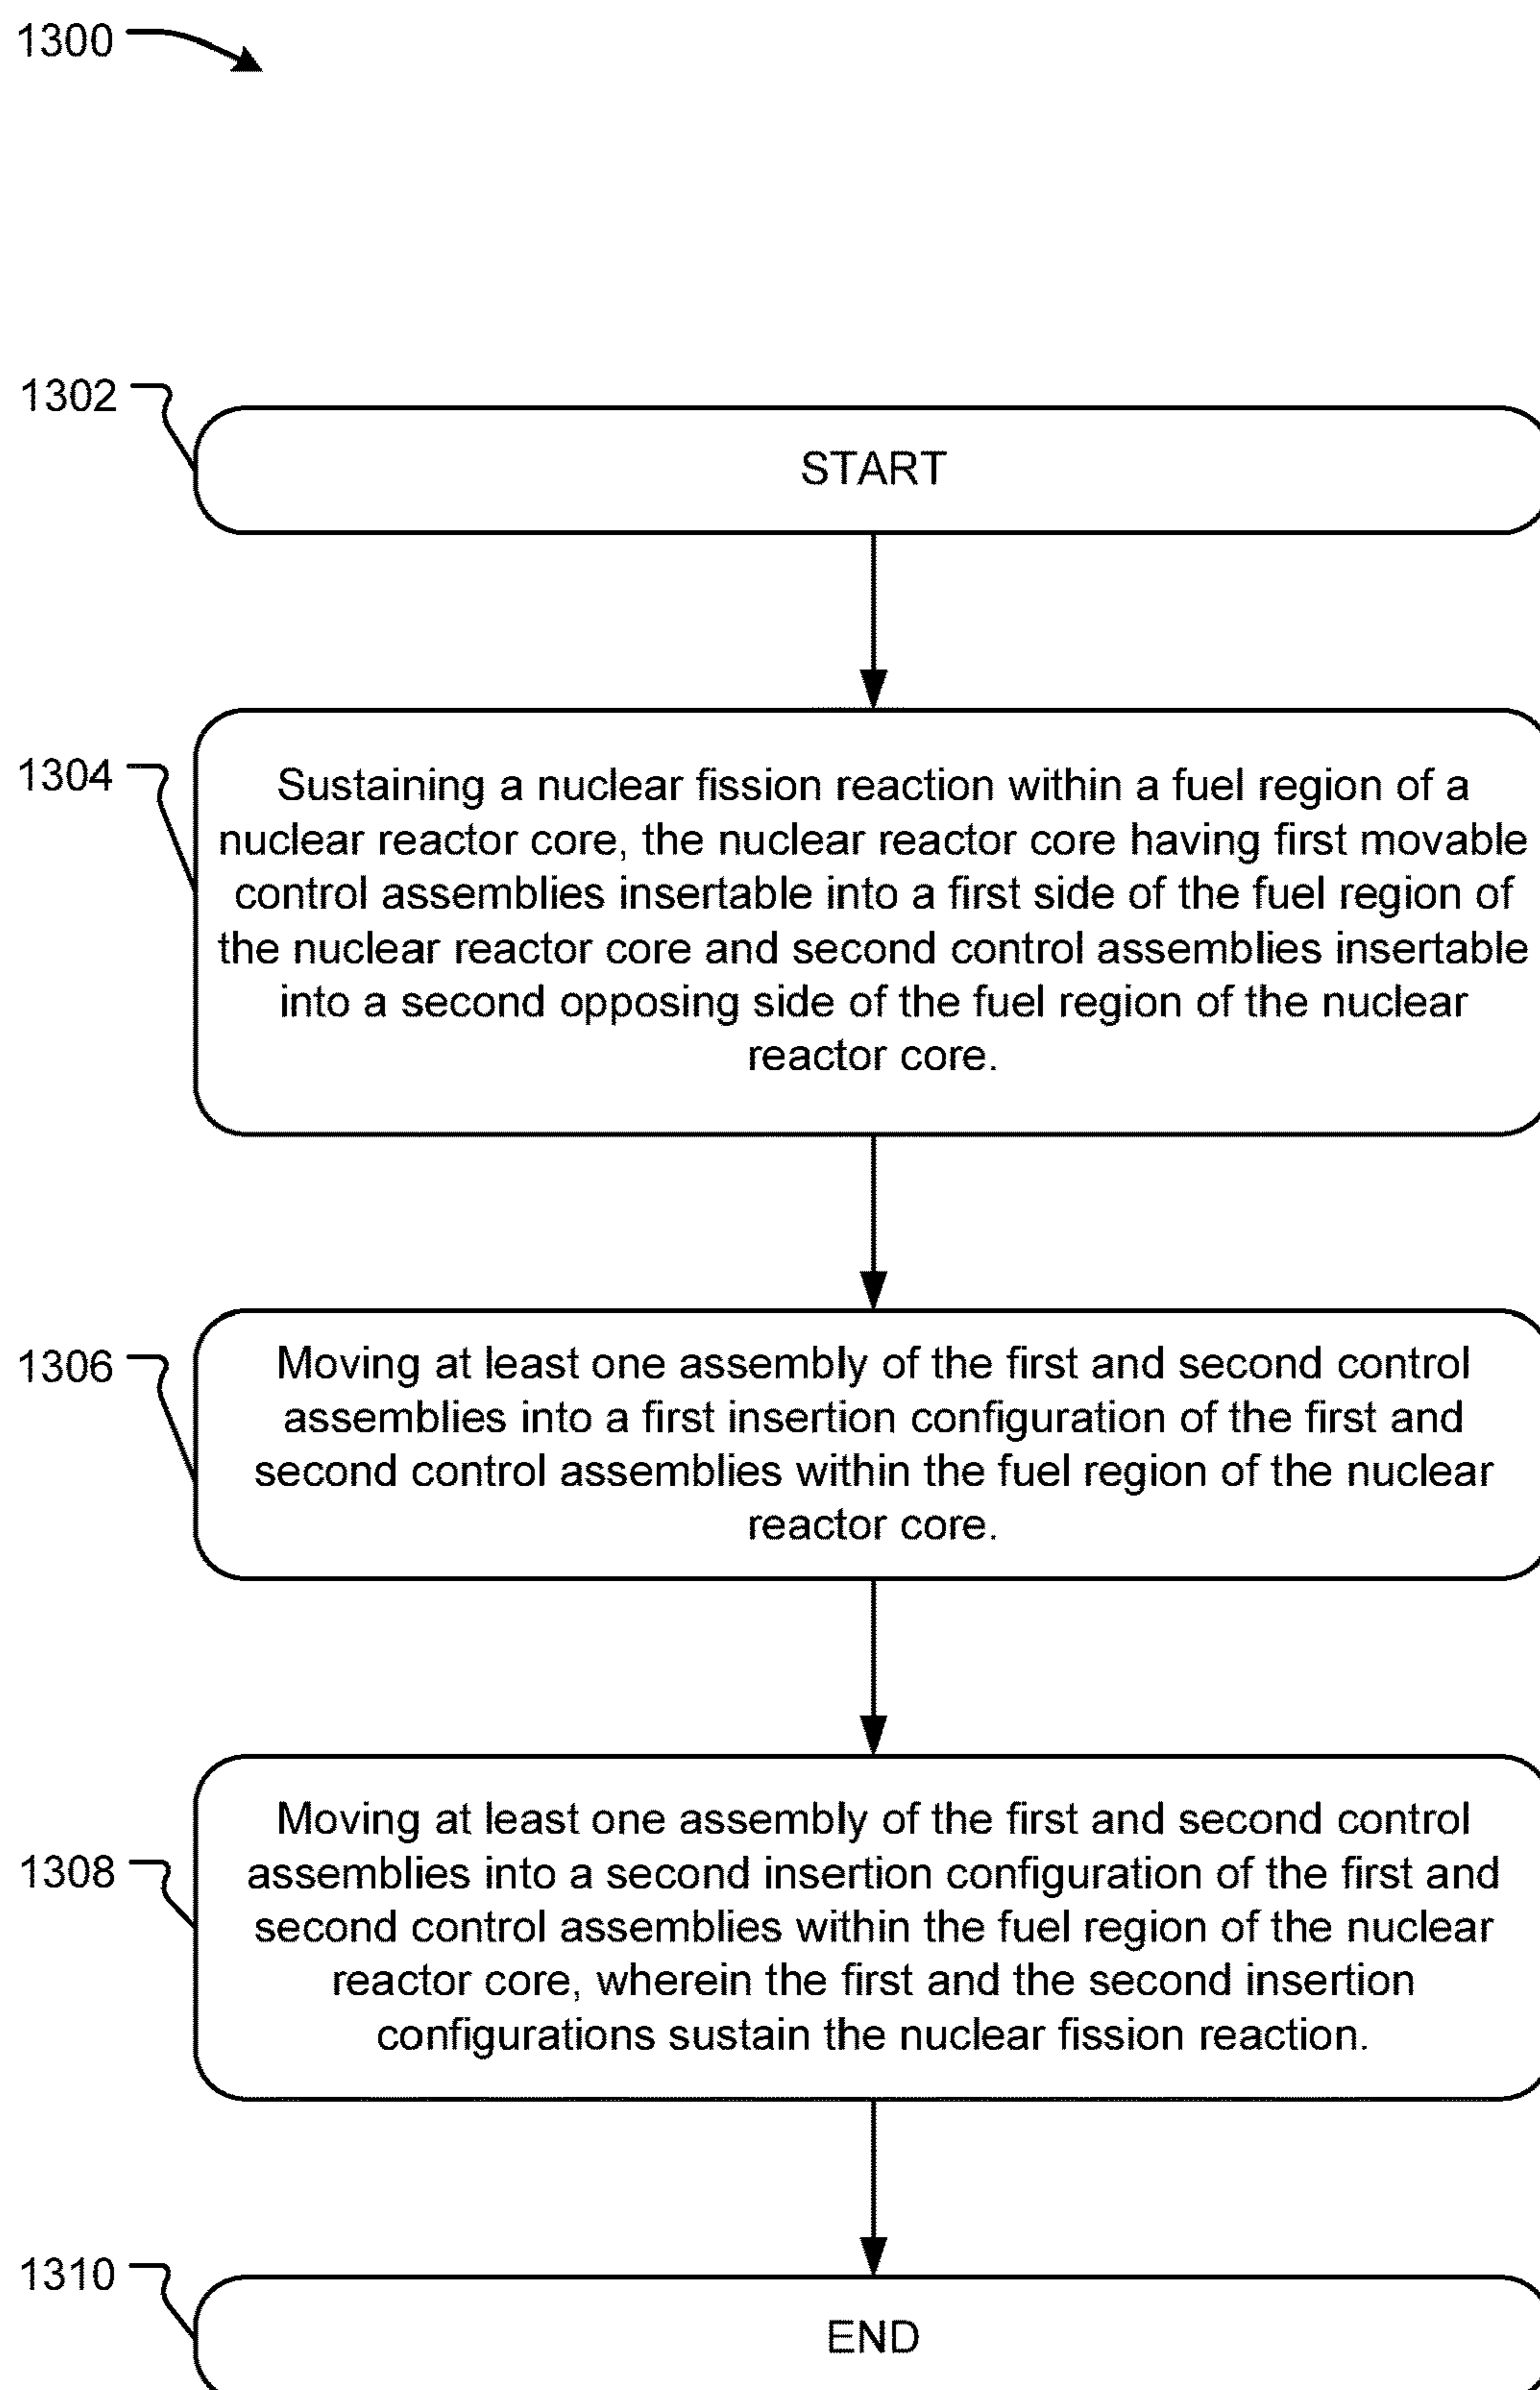 1300
1302
START
1304
Sustaining a nuclear fission reaction within a fuel region of a
nuclear reactor core, the nuclear reactor core having first movable
control assemblies insertable into a first side of the fuel region of
the nuclear reactor core and second control assemblies insertable
into a second opposing side of the fuel region of the nuclear
reactor core.
1306
Moving at least one assembly of the first and second control
assemblies into a first insertion configuration of the first and
second control assemblies within the fuel region of the nuclear
reactor core.
1308
Moving at least one assembly of the first and second control
assemblies into a second insertion configuration of the first and
second control assemblies within the fuel region of the nuclear
reactor core, wherein the first and the second insertion
configurations sustain the nuclear fission reaction.
1310
END